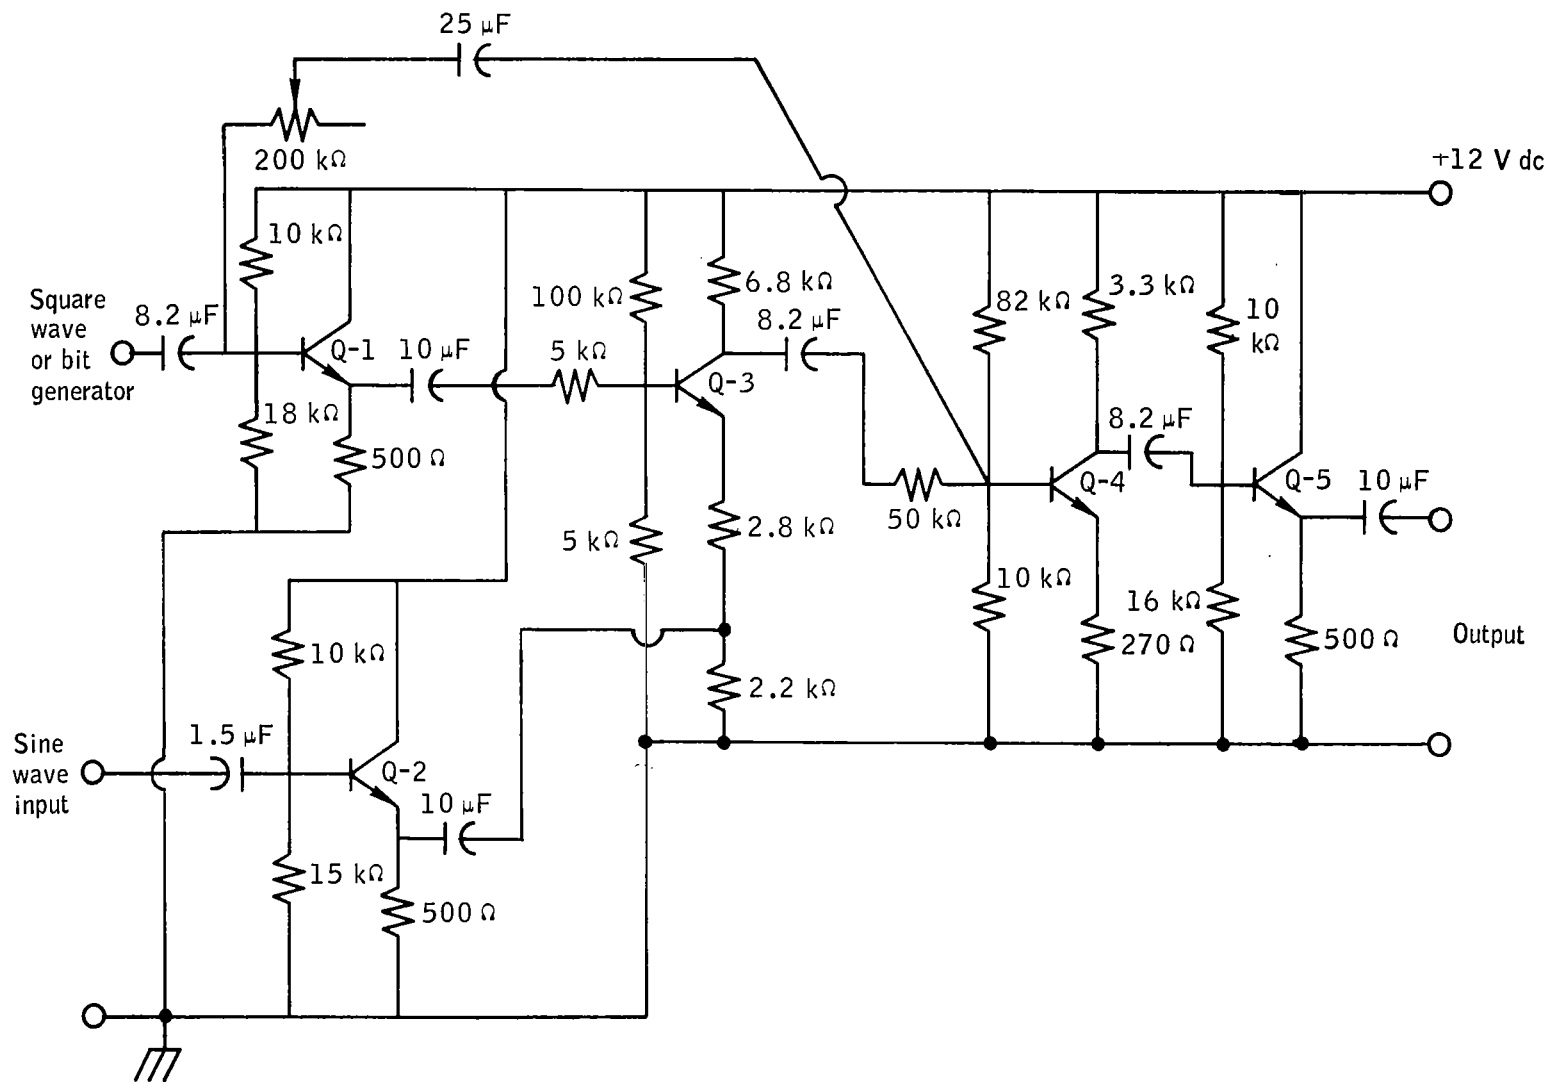 25 μF
200 kΩ
+12 V dc
10 kΩ
Square
wave
or bit
generator
8.2 μF
Q-1
10 μF
5 kΩ
100 kΩ
6.8 kΩ
8.2 μF
Q-3
82 kΩ
3.3 kΩ
10
kΩ
18 kΩ
500 Ω
8.2 μF
Q-4
Q-5
10 μF
50 kΩ
5 kΩ
2.8 kΩ
10 kΩ
16 kΩ
270 Ω
500 Ω
Output
10 kΩ
2.2 kΩ
Sine
wave
input
1.5 μF
Q-2
10 μF
15 kΩ
500 Ω